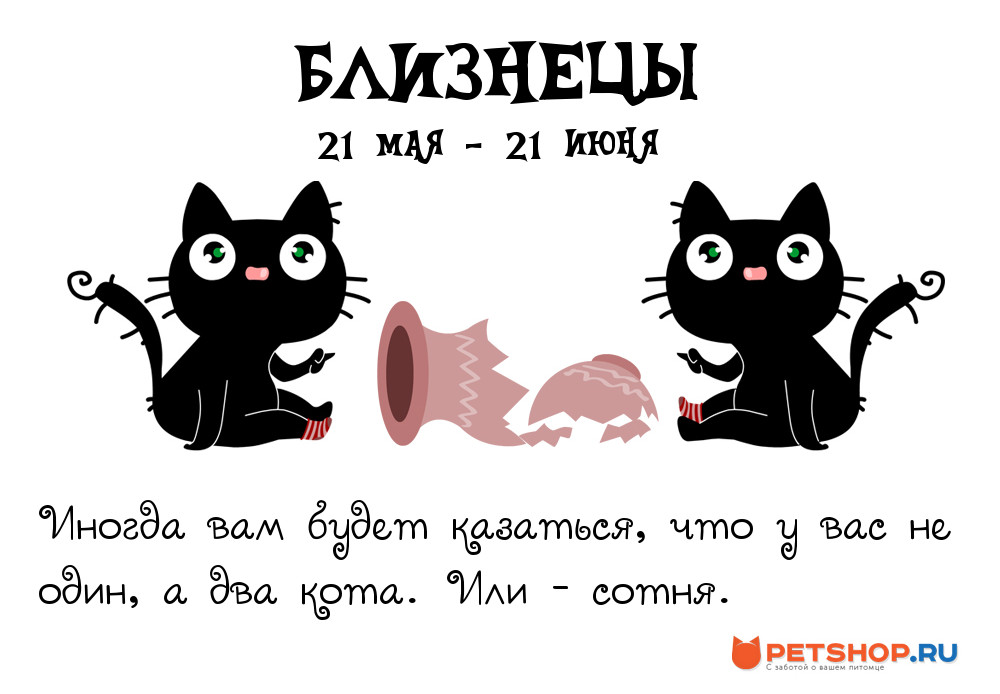 БЛИЗНЕЦЫ
21 МАЯ - 21 ИЮНЯ
Иногда вам будет казаться, что у вас не
один, а два кота. Или - сотня.
PETSHOP.RU
С заботой о вашем питомце